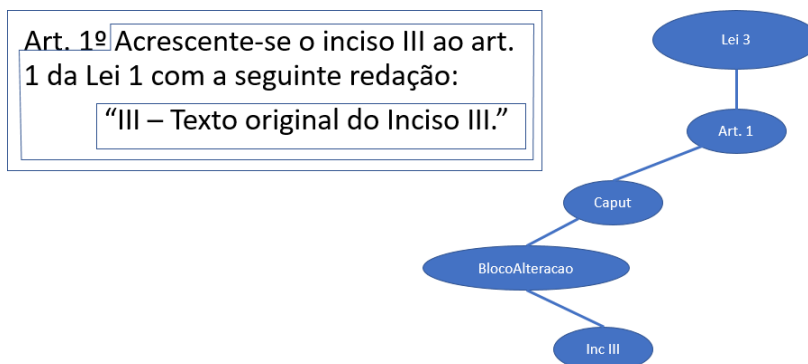 Art. 1º Acrescente-se o inciso III ao art.
1 da Lei 1 com a seguinte redação:
“III – Texto original do Inciso III.”
Lei 3
Art. 1
Caput
BlocoAlteracao
Inc III